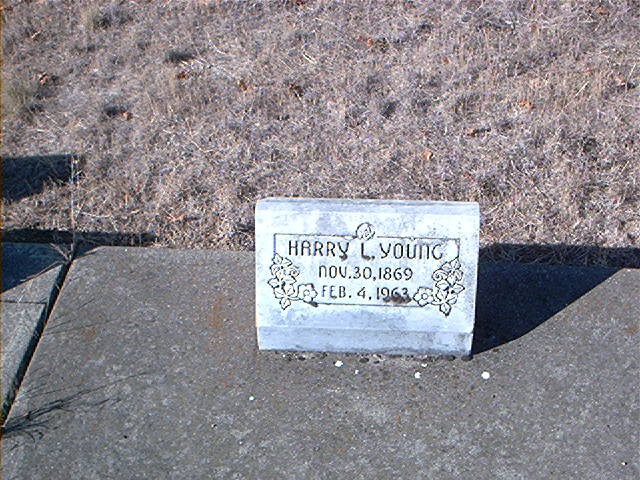 HARRY L. YOUNG
NOV. 30, 1869
FEB. 4, 1963